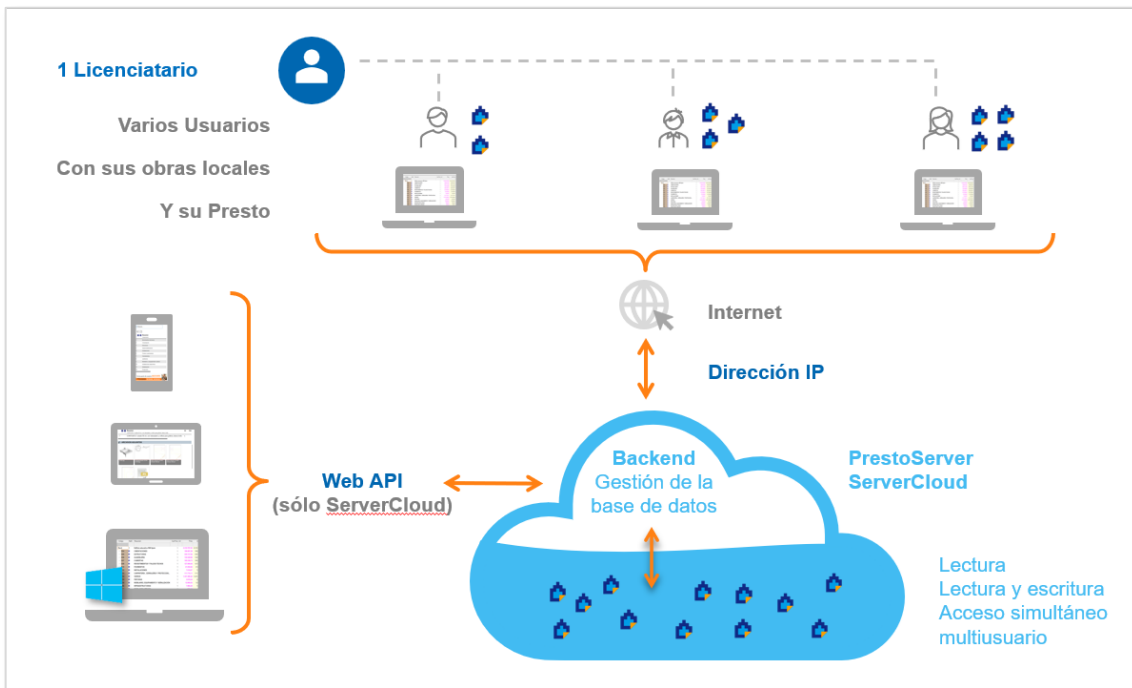 1 Licenciatario
Varios Usuarios
Con sus obras locales
Y su Presto
Internet
Dirección IP
Backend
Gestión de la
base de datos
PrestoServer
ServerCloud
Web API
(sólo ServerCloud)
Lectura
Lectura y escritura
Acceso simultáneo
multiusuario